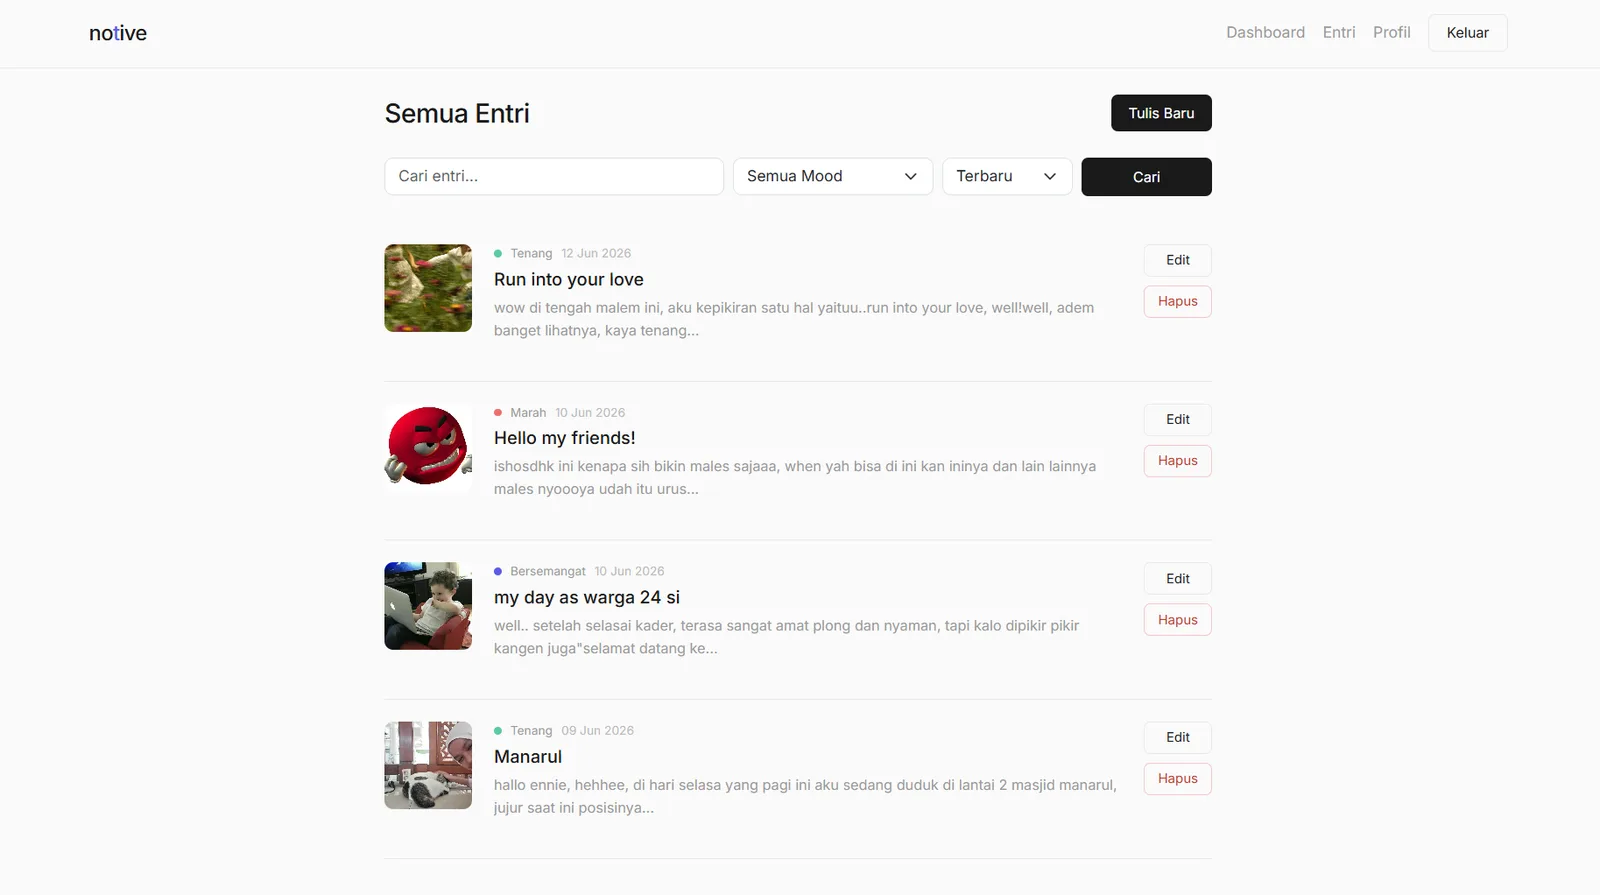 notive
Dashboard Entri Profil Keluar
Semua Entri
Tulis Baru
Cari entri...
Semua Mood
Terbaru
Cari
Tenang 12 Jun 2026
Run into your love
wow di tengah malem ini, aku kepikiran satu hal yaituu..run into your love, well!well, adem
banget lihatnya, kaya tenang...
Edit
Hapus
Marah 10 Jun 2026
Hello my friends!
ishosdhk ini kenapa sih bikin males sajaaa, when yah bisa di ini kan ininya dan lain lainnya
males nyoooya udah itu urus...
Edit
Hapus
Bersemangat 10 Jun 2026
my day as warga 24 si
well.. setelah selasai kader, terasa sangat amat plong dan nyaman, tapi kalo dipikir pikir
kangen juga"selamat datang ke...
Edit
Hapus
Tenang 09 Jun 2026
Manarul
hallo ennie, hehhee, di hari selasa yang pagi ini aku sedang duduk di lantai 2 masjid manarul,
jujur saat ini posisinya...
Edit
Hapus